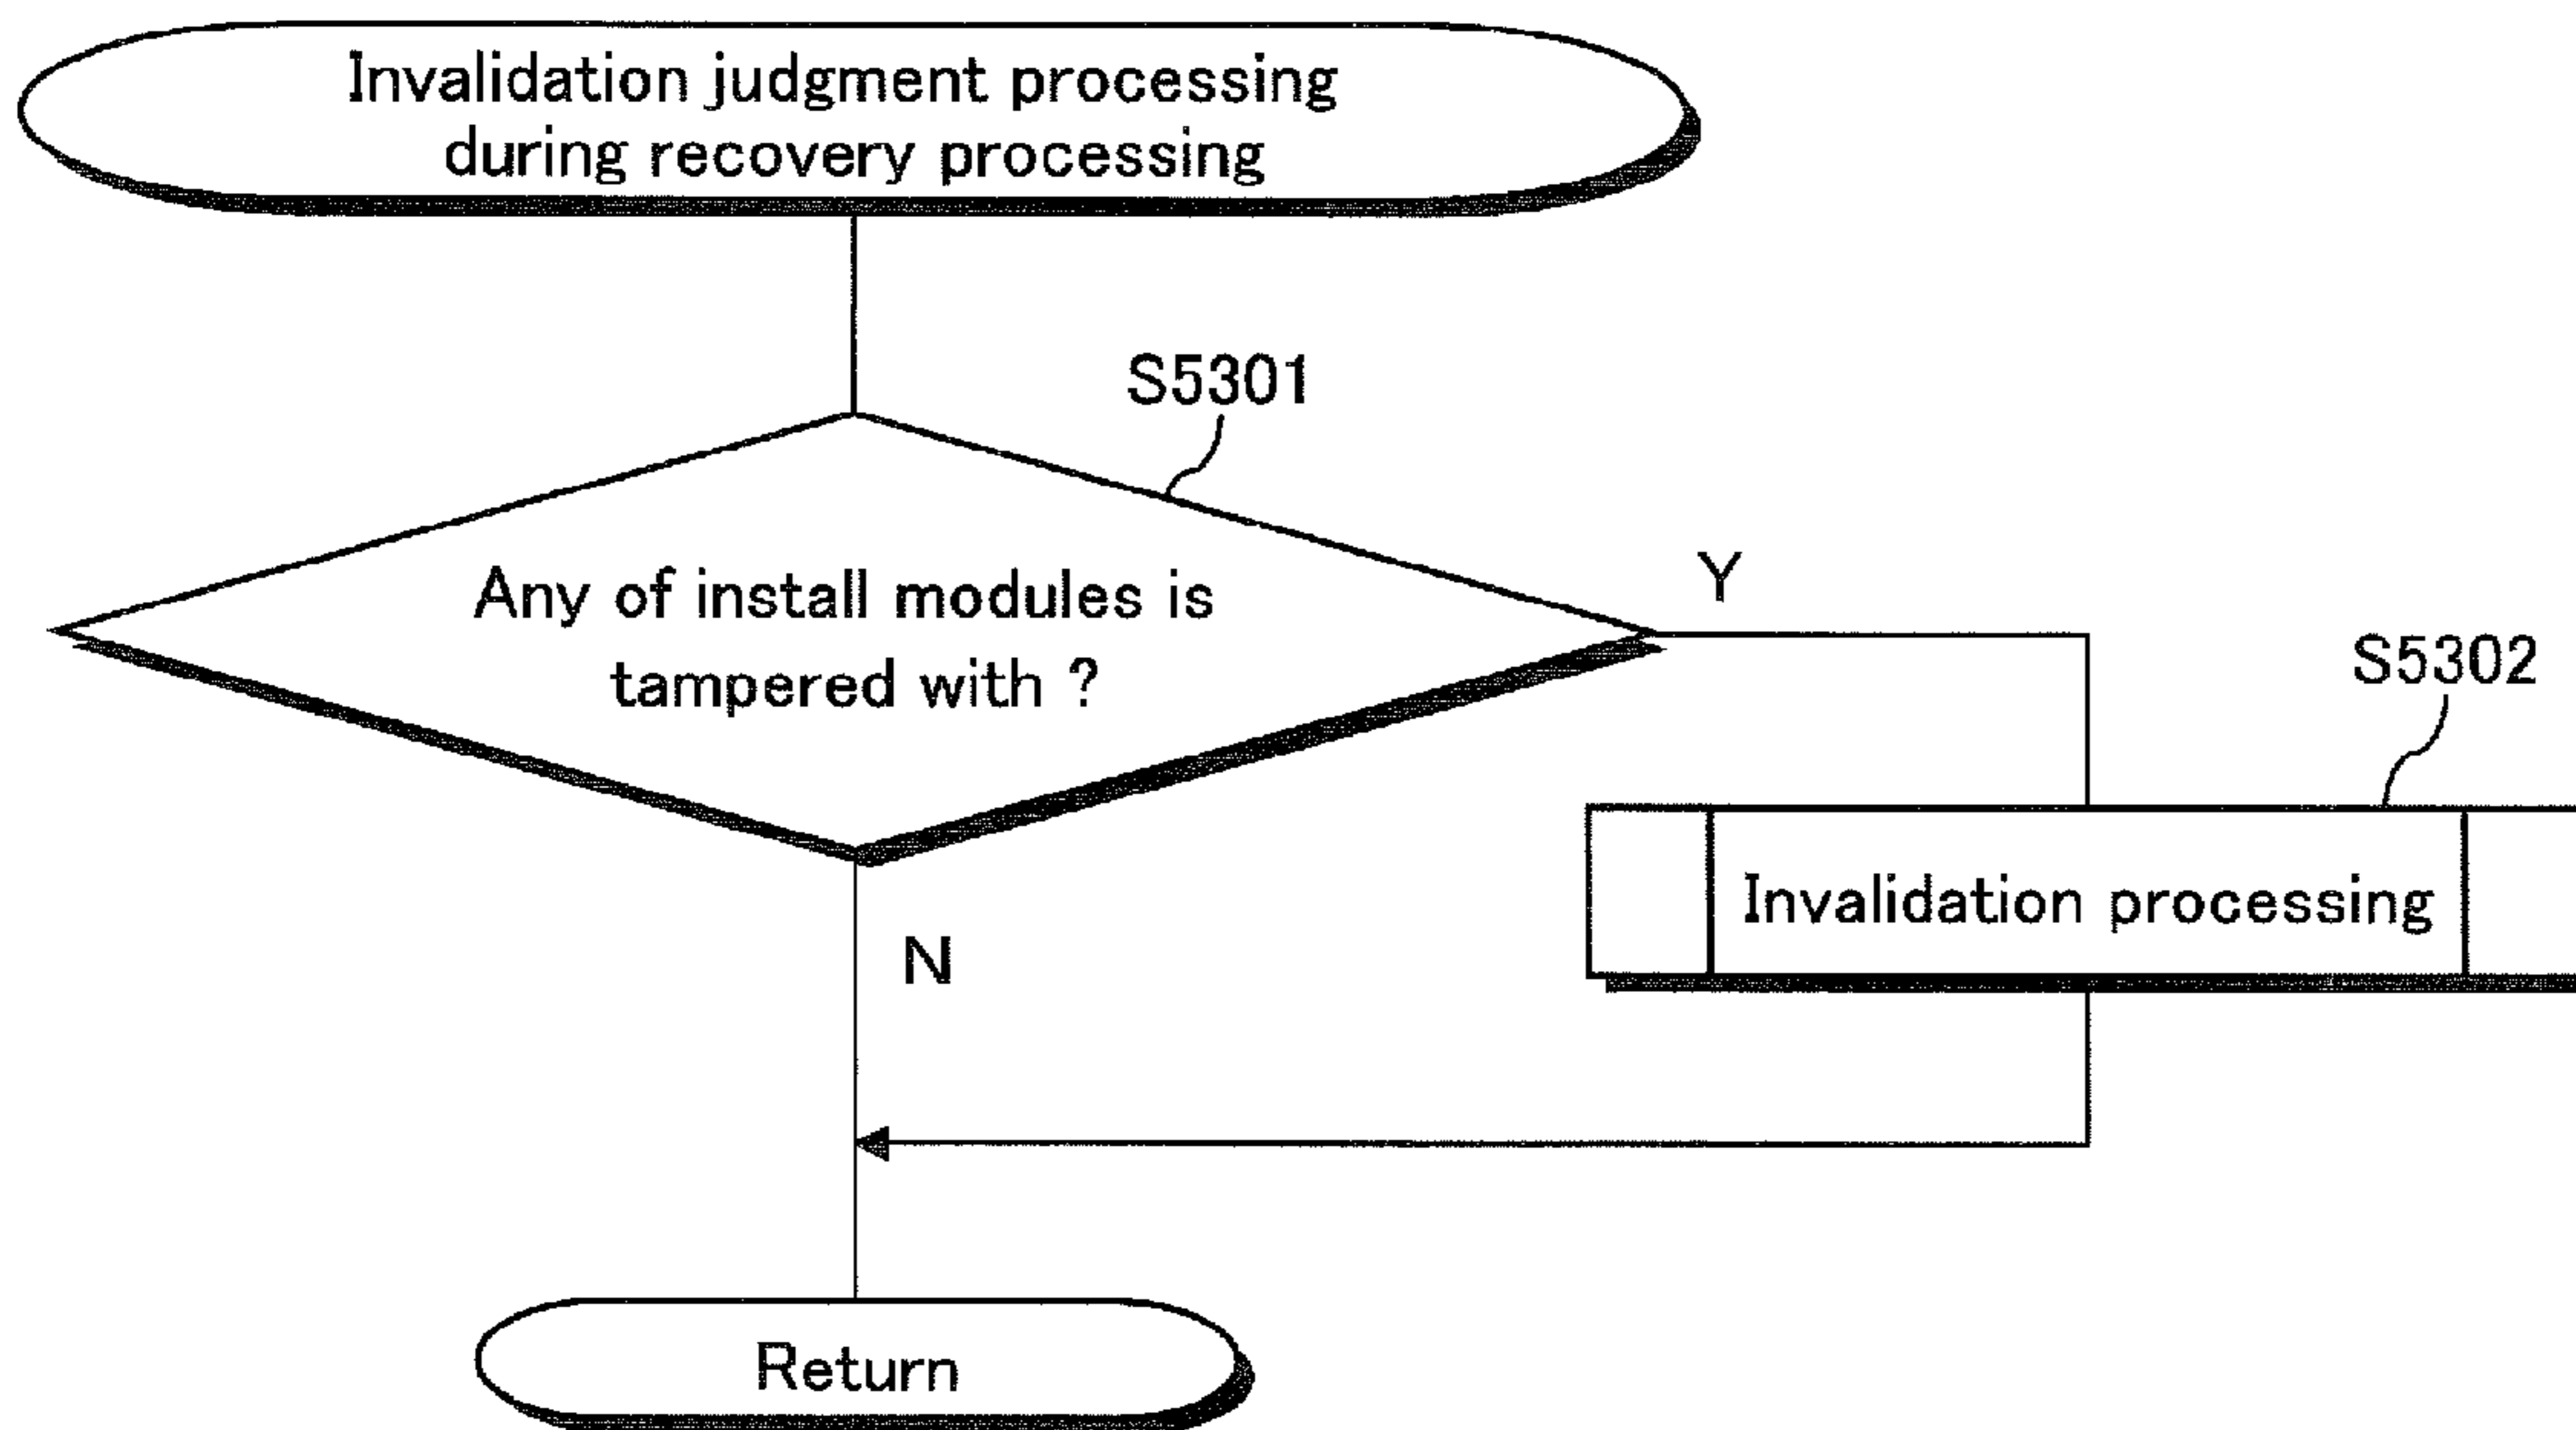 Invalidation judgment processing
during recovery processing
S5301
Any of install modules is
tampered with ?
Y
S5302
Invalidation processing
N
Return